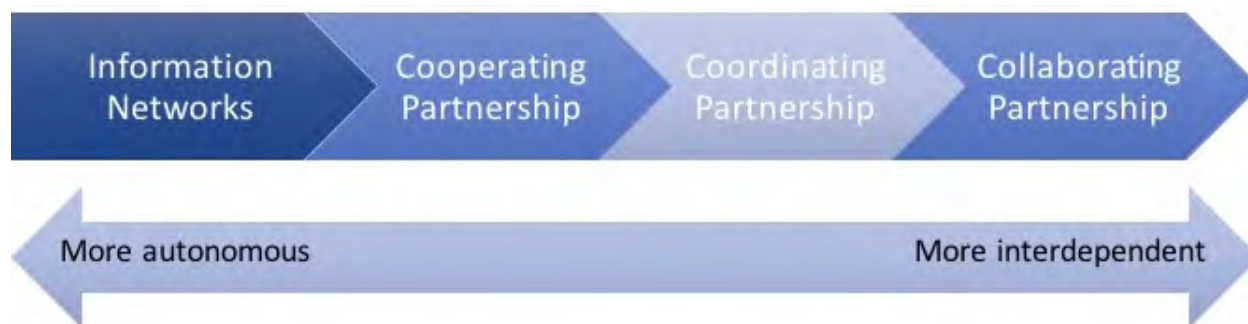 Information
Networks
Cooperating
Partnership
Coordinating
Partnership
Collaborating
Partnership
More autonomous
More interdependent